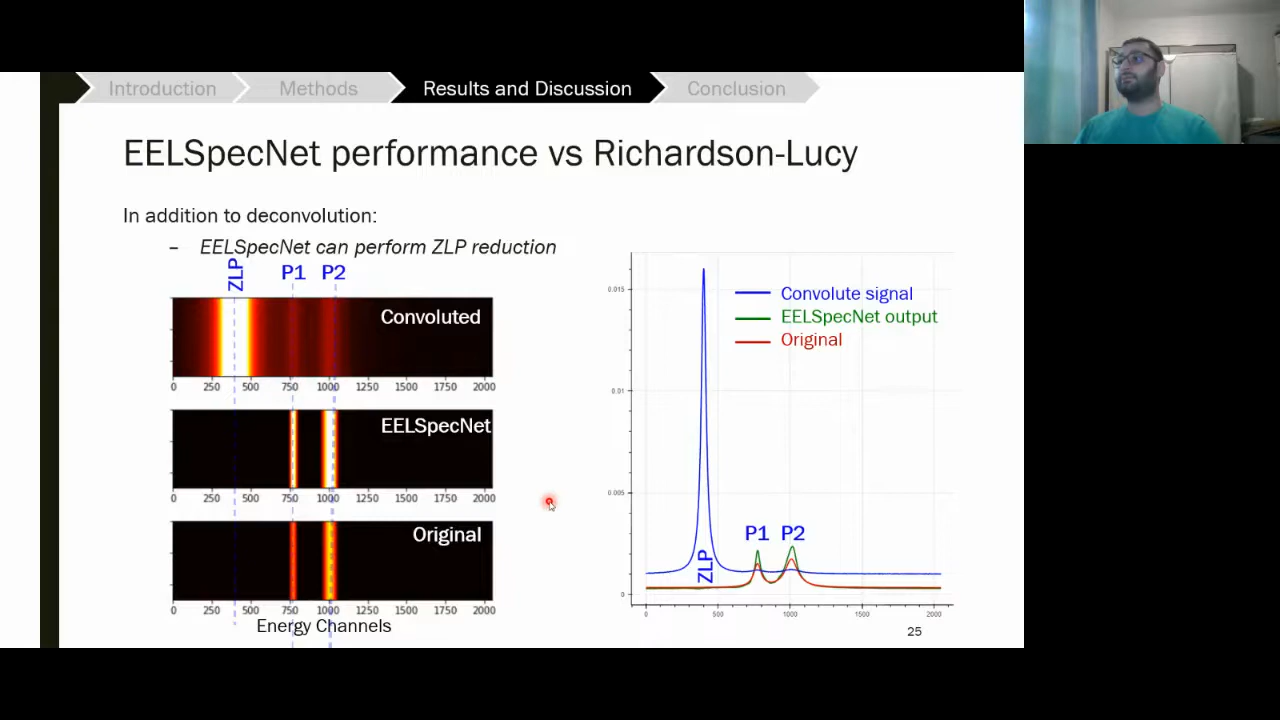 Introduction
Methods
Results and Discussion
Conclusion
EELSpecNet performance vs Richardson-Lucy
In addition to deconvolution:
– EELSpecNet can perform ZLP reduction
ZLP P1 P2
Convoluted
0 250 500 750 1000 1250 1500 1750 2000
EELSpecNet
0 250 500 750 1000 1250 1500 1750 2000
Original
0 250 500 750 1000 1250 1500 1750 2000
Energy Channels
Convolute signal
EELSpecNet output
Original
0.015
0.01
0.005
0
ZLP
P1 P2
0 500 1000 1500 2000
25